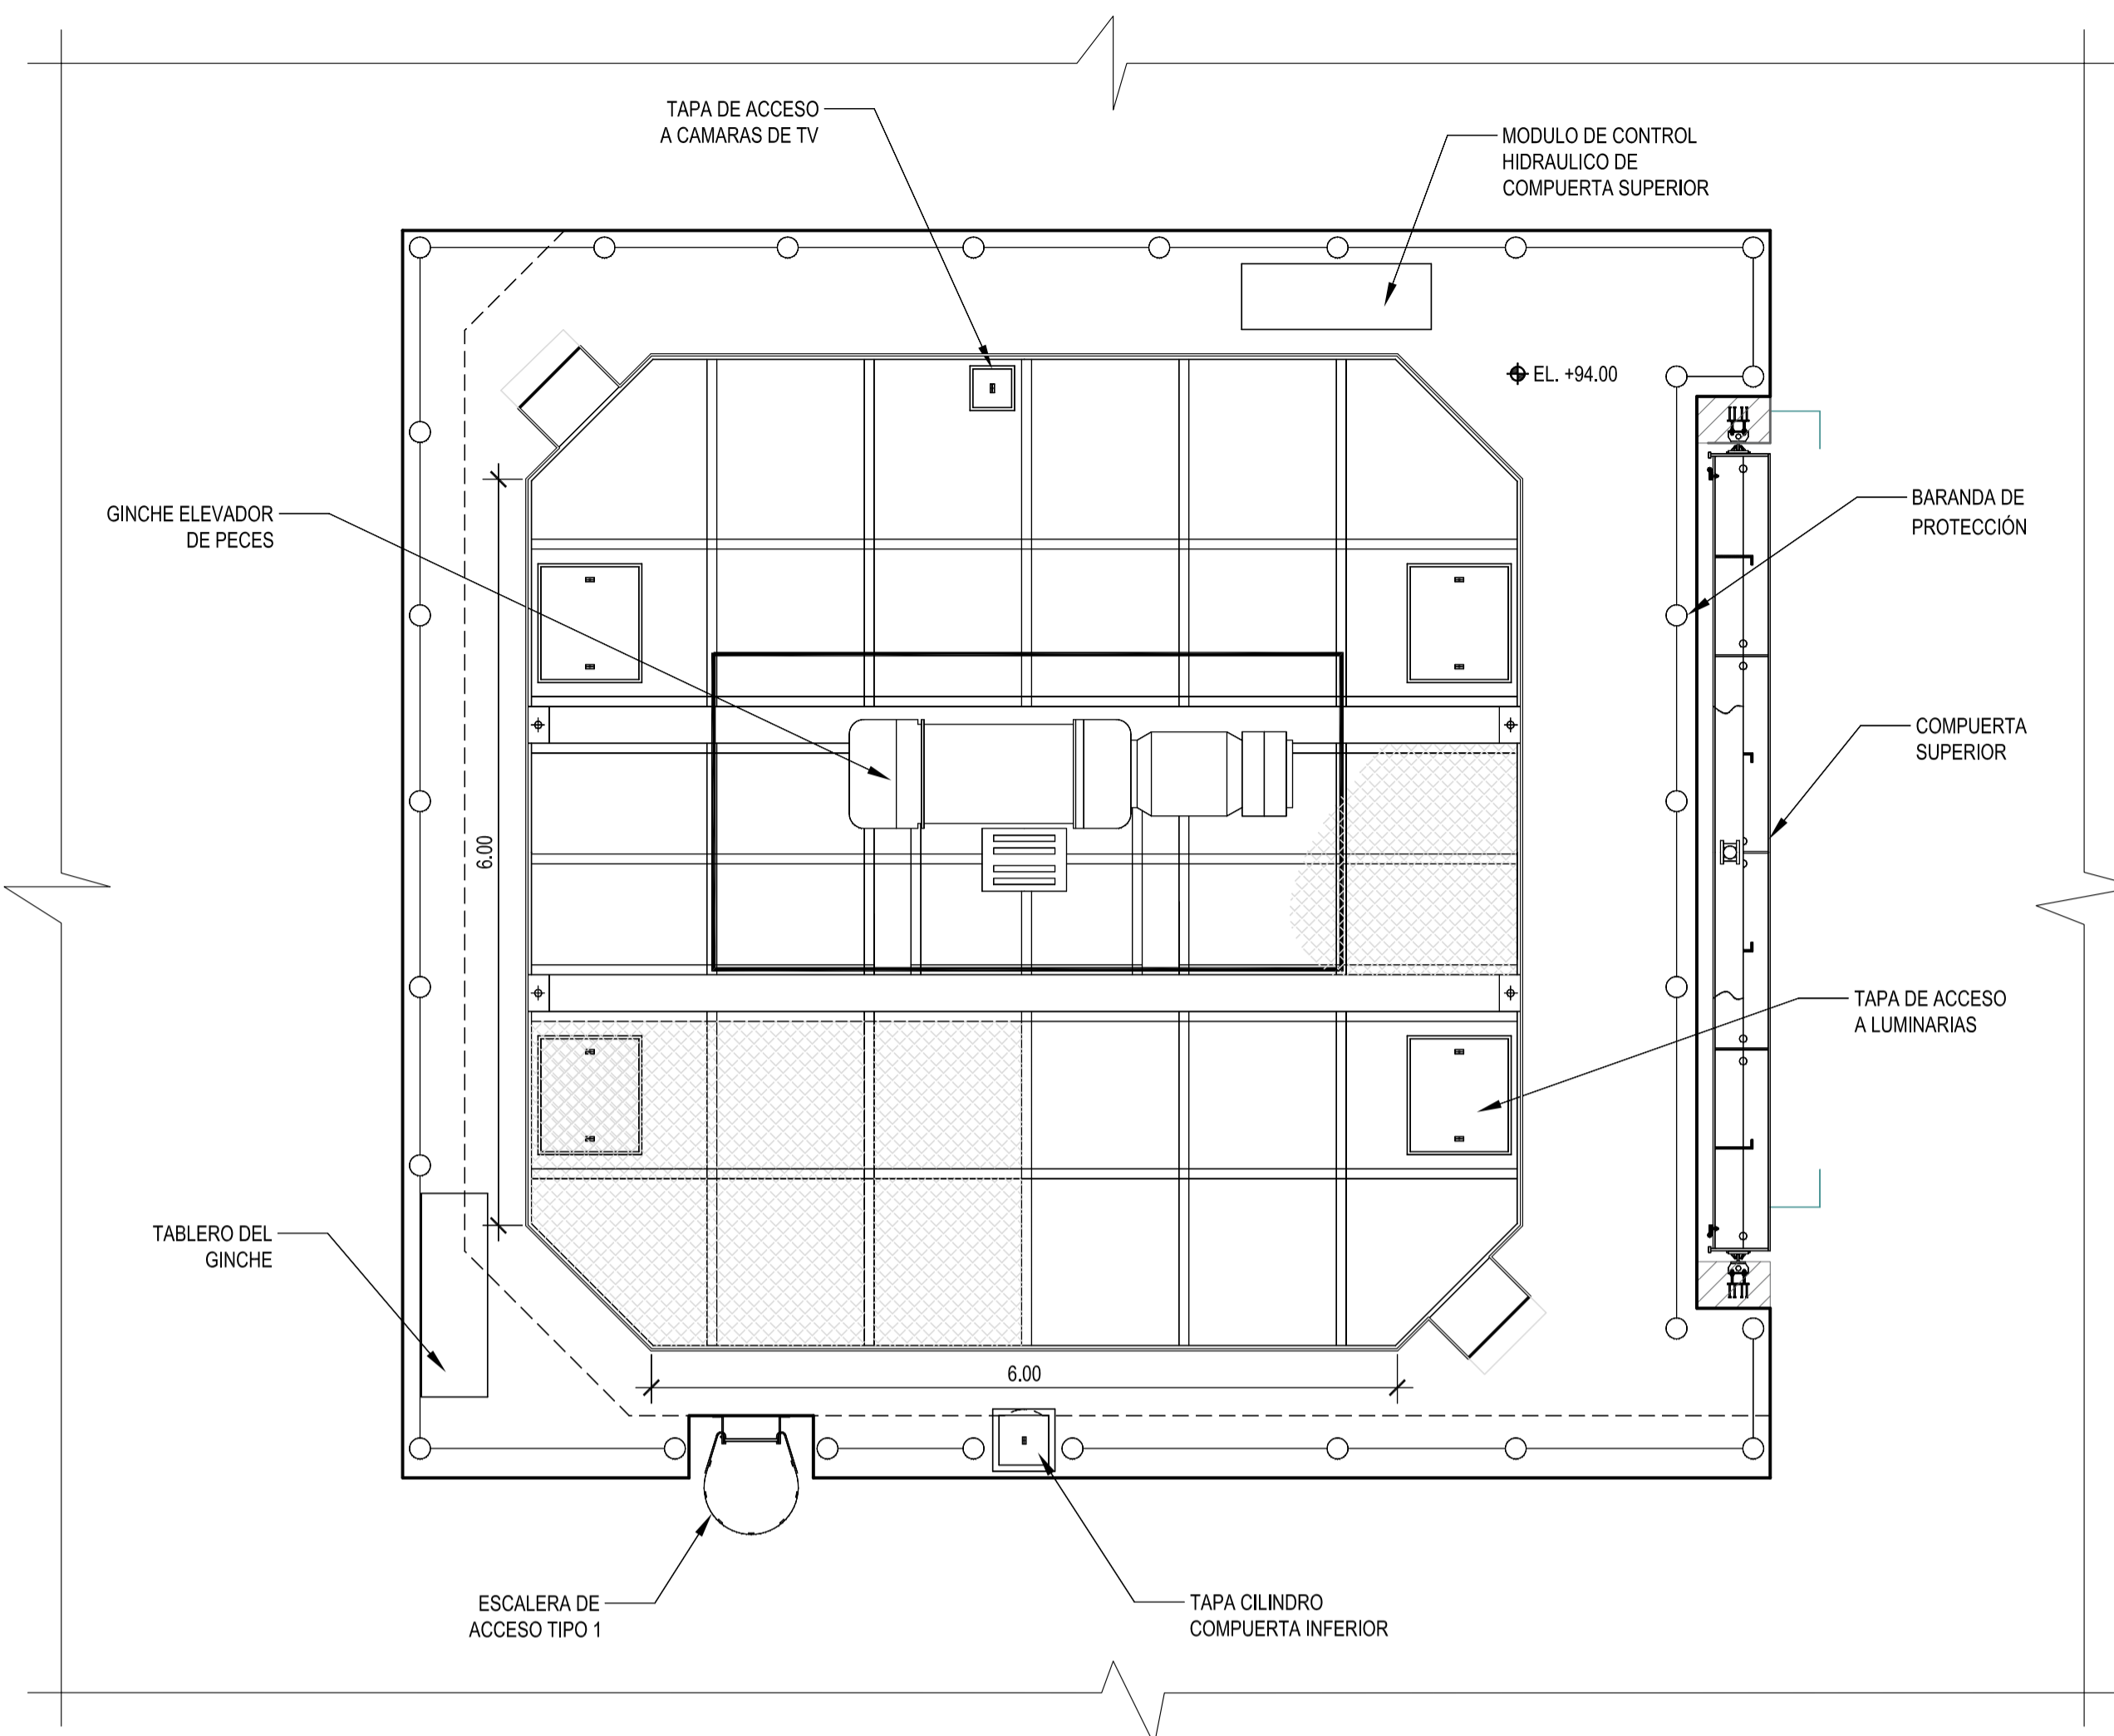 TAPA DE ACCESO
A CAMARAS DE TV
MODULO DE CONTROL
HIDRAULICO DE
COMPUERTA SUPERIOR
EL. +94.00
GINCHE ELEVADOR
DE PECES
BARANDA DE
PROTECCIÓN
COMPUERTA
SUPERIOR
6.00
TAPA DE ACCESO
A LUMINARIAS
TABLERO DEL
GINCHE
6.00
ESCALERA DE
ACCESO TIPO 1
TAPA CILINDRO
COMPUERTA INFERIOR